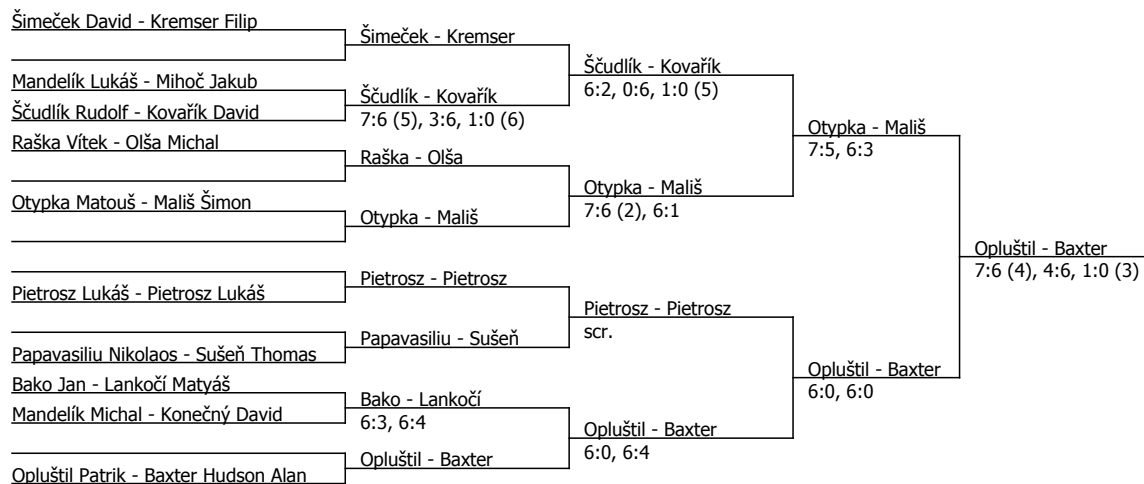 Šimeček David - Kremser Filip
Mandelík Lukáš - Mihoč Jakub
Ščudlík Rudolf - Kovařík David
Raška Vítek - Olša Michal
Otypka Matouš - Mališ Šimon
Pietrosz Lukáš - Pietrosz Lukáš
Papavasiliu Nikolaos - Sušeň Thomas
Bako Jan - Lankočí Matyáš
Mandelík Michal - Konečný David
Opluštil Patrik - Baxter Hudson Alan
Šimeček - Kremser
Ščudlík - Kovařík
7:6 (5), 3:6, 1:0 (6)
Raška - Olša
Otypka - Mališ
Pietrosz - Pietrosz
Papavasiliu - Sušeň
Bako - Lankočí
6:3, 6:4
Opluštil - Baxter
Ščudlík - Kovařík
6:2, 0:6, 1:0 (5)
Otypka - Mališ
7:6 (2), 6:1
Pietrosz - Pietrosz
scr.
Opluštil - Baxter
6:0, 6:4
Otypka - Mališ
7:5, 6:3
Opluštil - Baxter
6:0, 6:0
Opluštil - Baxter
7:6 (4), 4:6, 1:0 (3)